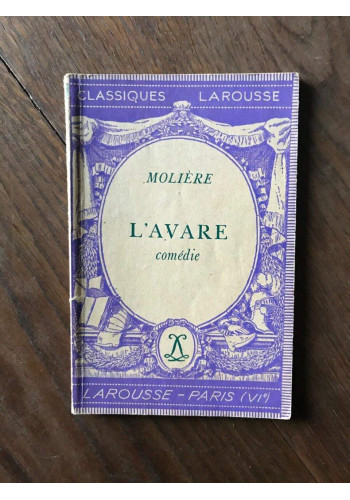 CLASSIQUES LAROUSSE
MOLIÈRE
L'AVARE
comédie
LAROUSSE - PARIS (VIᵉ)